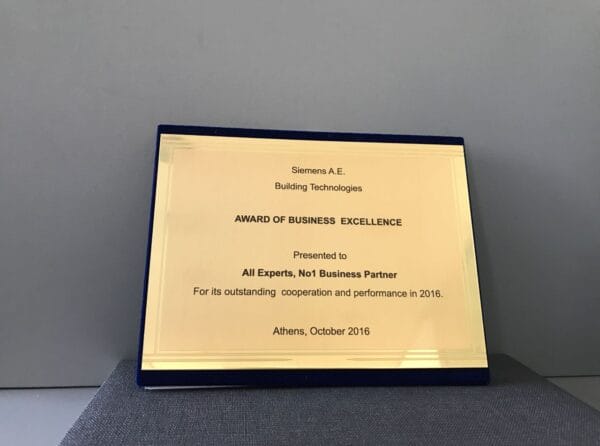 Siemens A.E.
Building Technologies
AWARD OF BUSINESS EXCELLENCE
Presented to
All Experts, No1 Business Partner
For its outstanding cooperation and performance in 2016.
Athens, October 2016